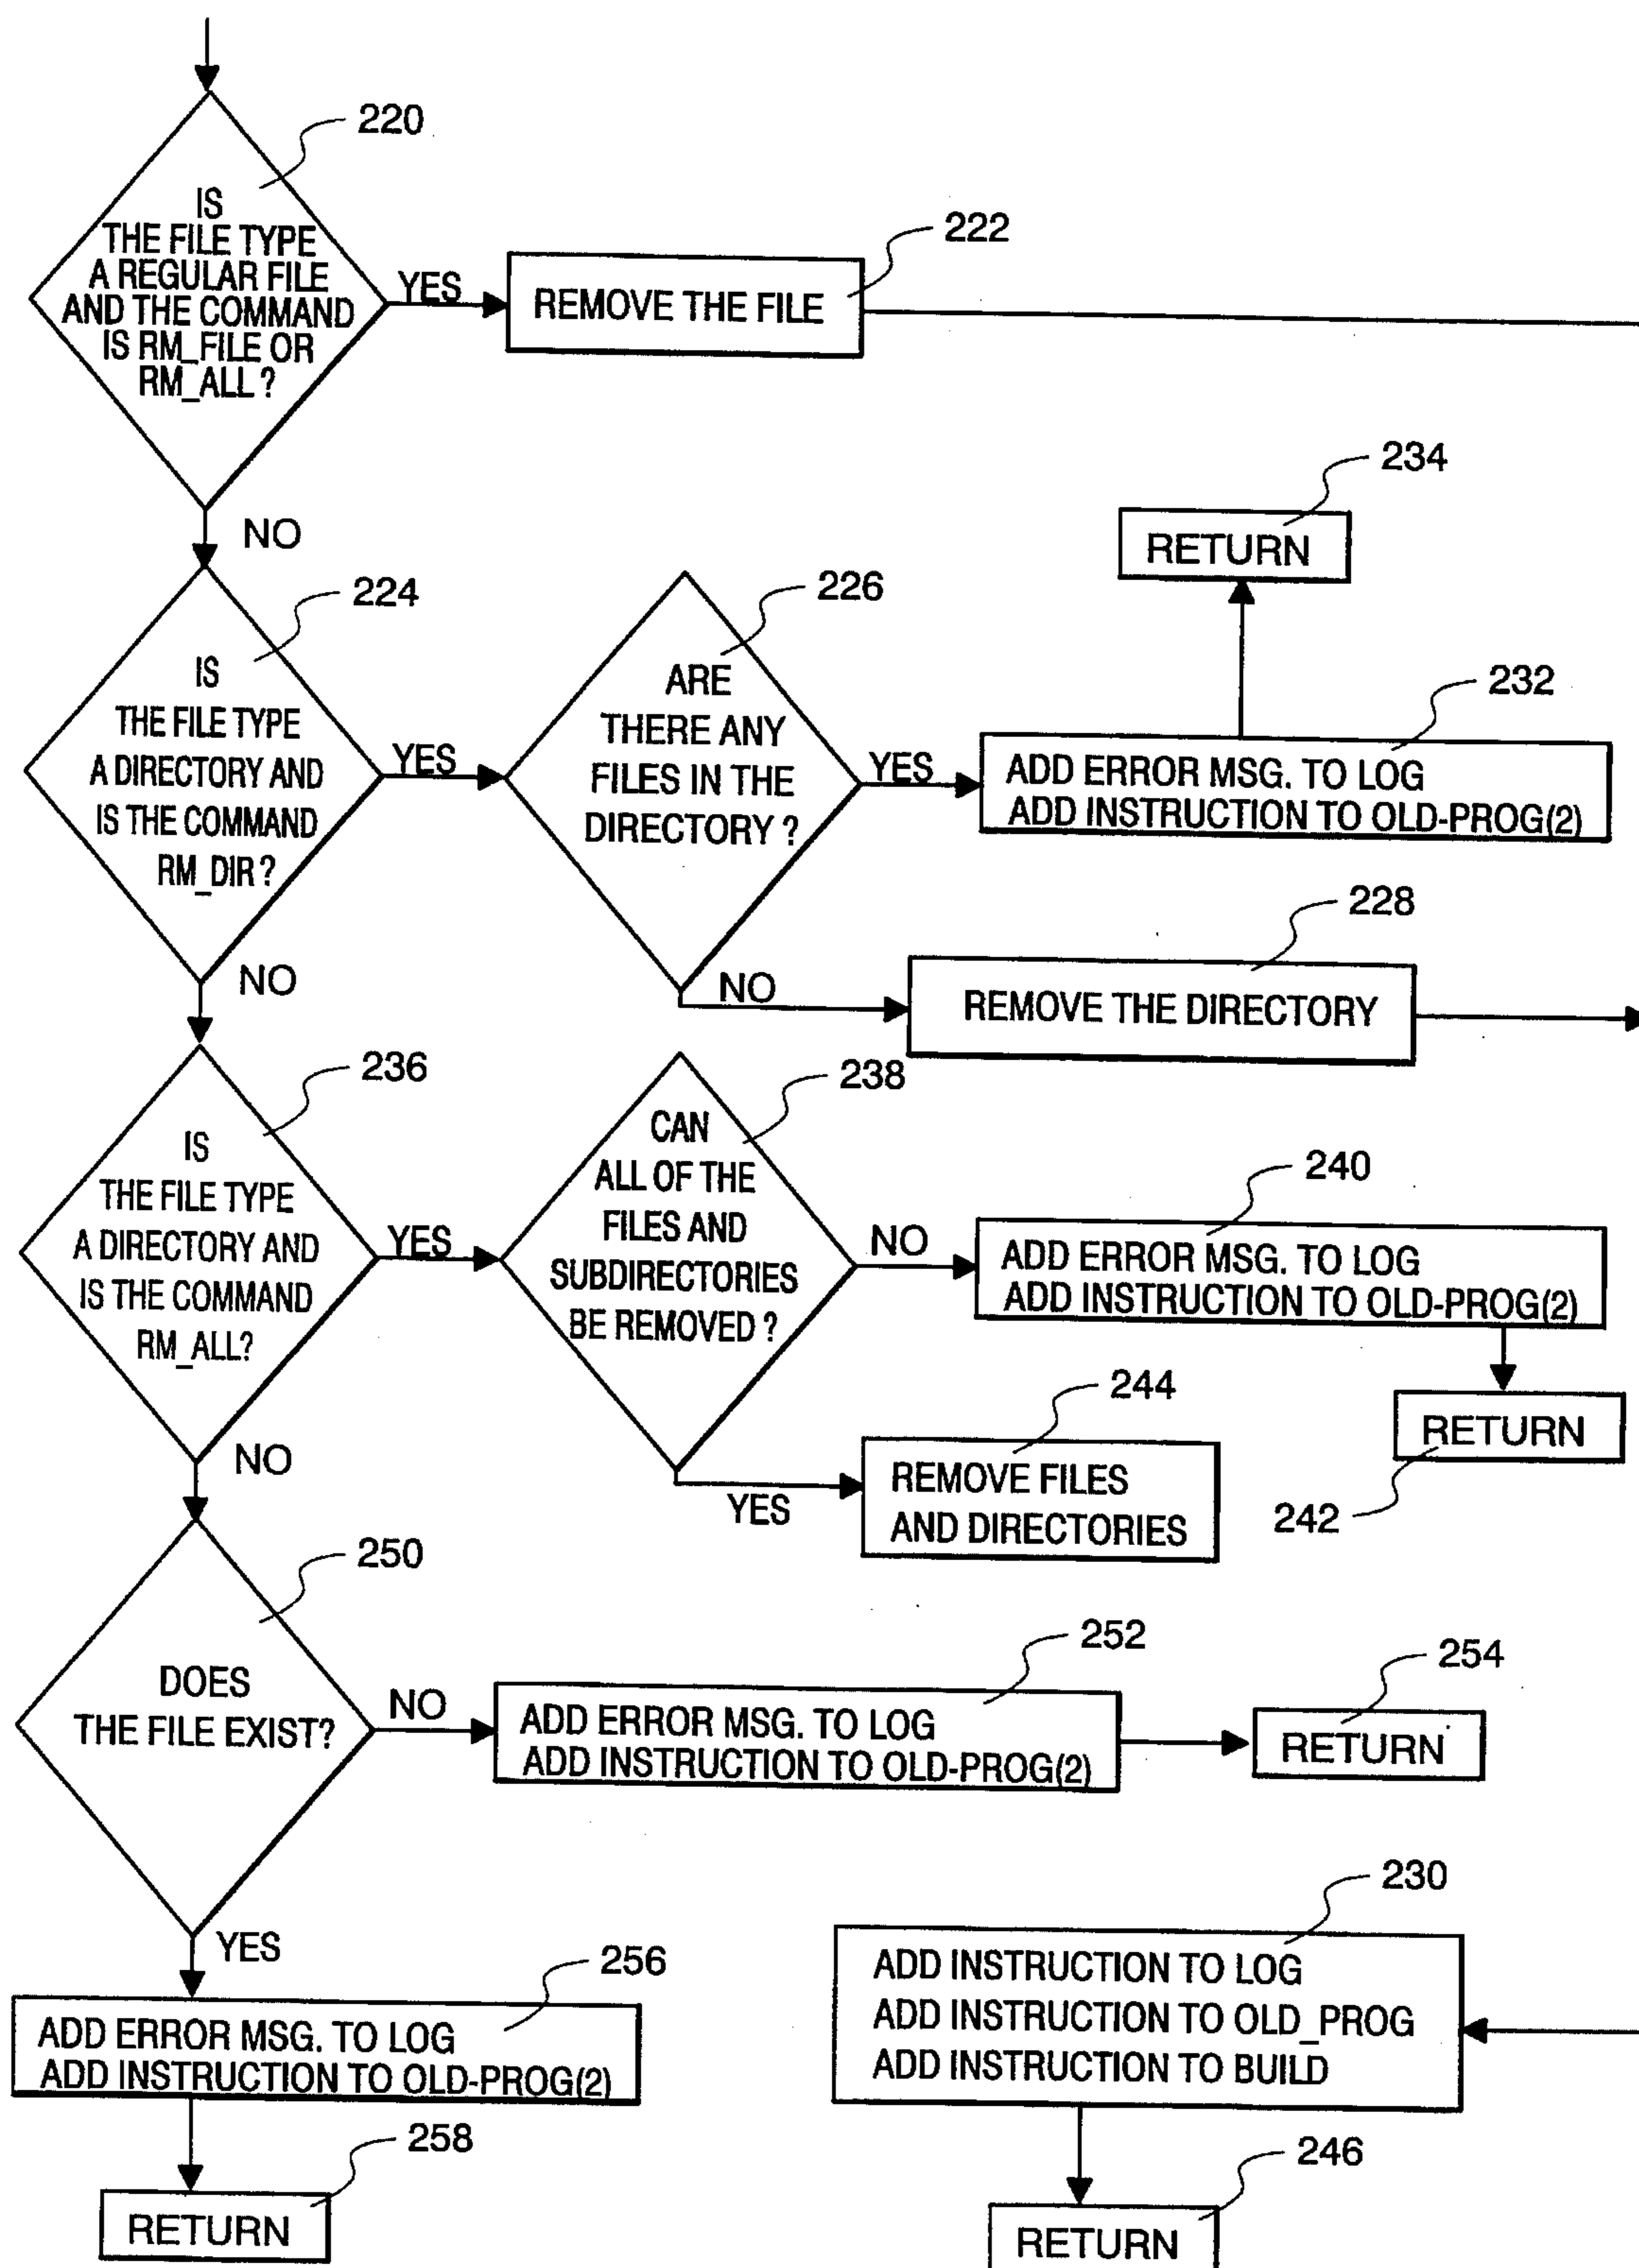 220
IS
THE FILE TYPE
A REGULAR FILE
AND THE COMMAND
IS RM_FILE OR
RM_ALL ?
YES
222
REMOVE THE FILE
NO
234
RETURN
224
IS
THE FILE TYPE
A DIRECTORY AND
IS THE COMMAND
RM_DIR ?
YES
226
ARE
THERE ANY
FILES IN THE
DIRECTORY ?
YES
232
ADD ERROR MSG. TO LOG
ADD INSTRUCTION TO OLD-PROG(2)
NO
NO
228
REMOVE THE DIRECTORY
236
IS
THE FILE TYPE
A DIRECTORY AND
IS THE COMMAND
RM_ALL?
YES
238
CAN
ALL OF THE
FILES AND
SUBDIRECTORIES
BE REMOVED ?
NO
240
ADD ERROR MSG. TO LOG
ADD INSTRUCTION TO OLD-PROG(2)
RETURN
242
NO
YES
244
REMOVE FILES
AND DIRECTORIES
250
DOES
THE FILE EXIST?
NO
252
ADD ERROR MSG. TO LOG
ADD INSTRUCTION TO OLD-PROG(2)
254
RETURN
YES
256
ADD ERROR MSG. TO LOG
ADD INSTRUCTION TO OLD-PROG(2)
258
RETURN
230
ADD INSTRUCTION TO LOG
ADD INSTRUCTION TO OLD_PROG
ADD INSTRUCTION TO BUILD
246
RETURN